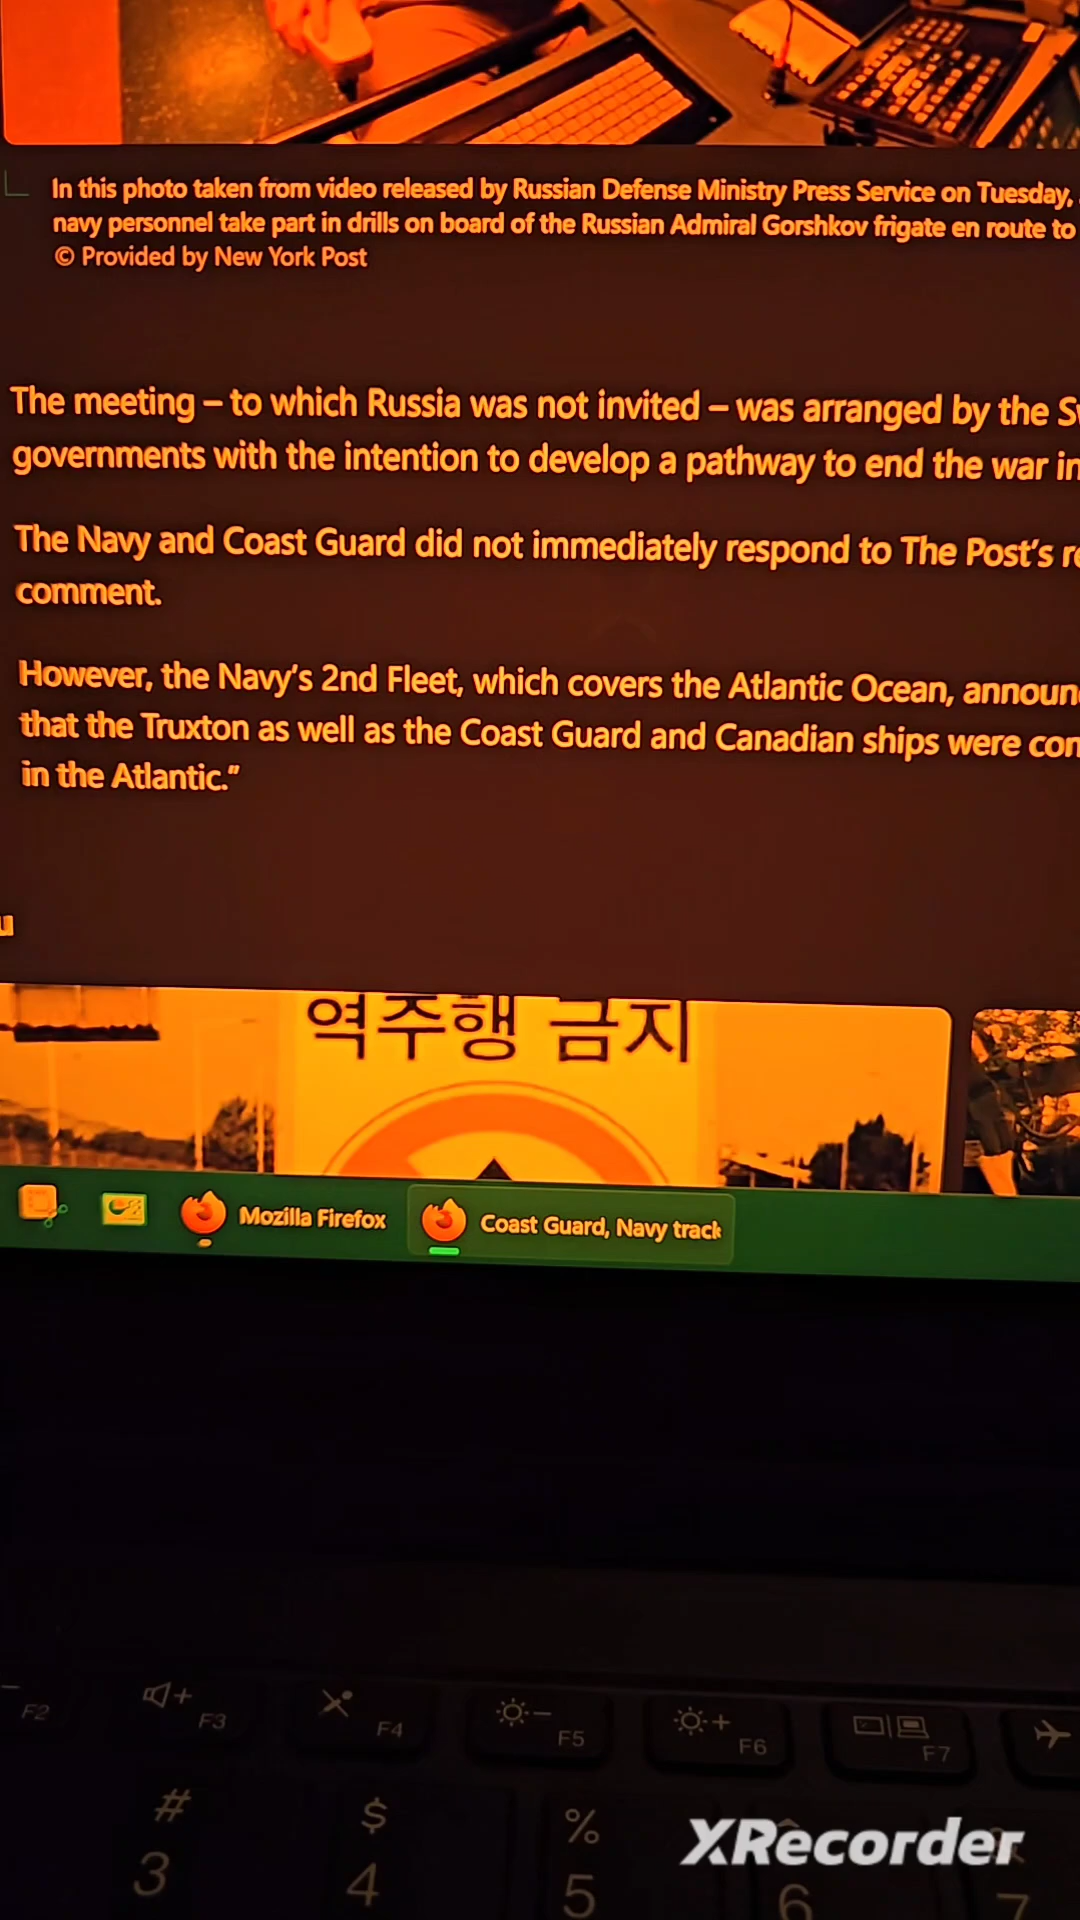 In this photo taken from video released by Russian Defense Ministry Press Service on Tuesday,
navy personnel take part in drills on board of the Russian Admiral Gorshkov frigate en route to
© Provided by New York Post
The meeting – to which Russia was not invited – was arranged by the
governments with the intention to develop a pathway to end the war in
The Navy and Coast Guard did not immediately respond to The Post's
comment.
However, the Navy's 2nd Fleet, which covers the Atlantic Ocean,
that the Truxton as well as the Coast Guard and Canadian ships were
in the Atlantic."
u
역주행 금지
Mozilla Firefox
Coast Guard, Navy track
F2
F3
F4
F5
F6
F7
# $ %
3 4 5 6 7
XRecorder